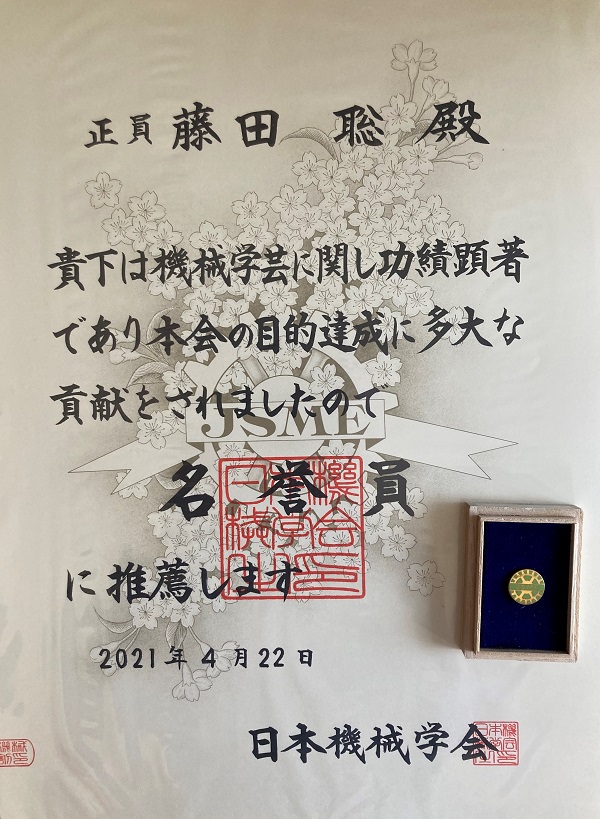 正員 藤田 聡 殿
貴下は機械学芸に関し功績顕著
であり本会の目的達成に多大な
貢献をされましたので
JSME
名誉員
に推薦します
2021年4月22日
日本機械学会